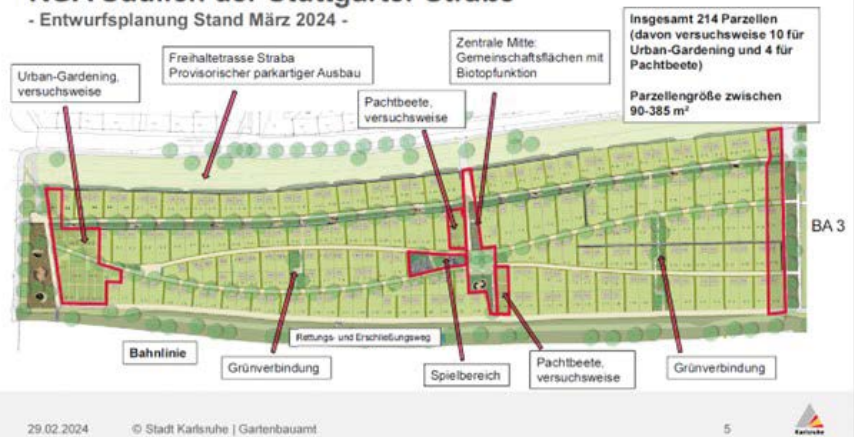 - Entwurfsplanung Stand März 2024 -
Insgesamt 214 Parzellen
(davon versuchsweise 10 für
Urban-Gardening und 4 für
Pachtbeete)
Parzellengröße zwischen
90-385 m²
Zentrale Mitte:
Gemeinschaftsflächen mit
Biotopfunktion
Freihaltetrasse Straba
Provisorischer parkartiger Ausbau
Urban-Gardening,
versuchsweise
Pachtbeete,
versuchsweise
BA 3
Rettungs- und Erschließungsweg
Bahnlinie
Grünverbindung
Spielbereich
Pachtbeete,
versuchsweise
Grünverbindung
29.02.2024
© Stadt Karlsruhe | Gartenbauamt
5
Karlsruhe